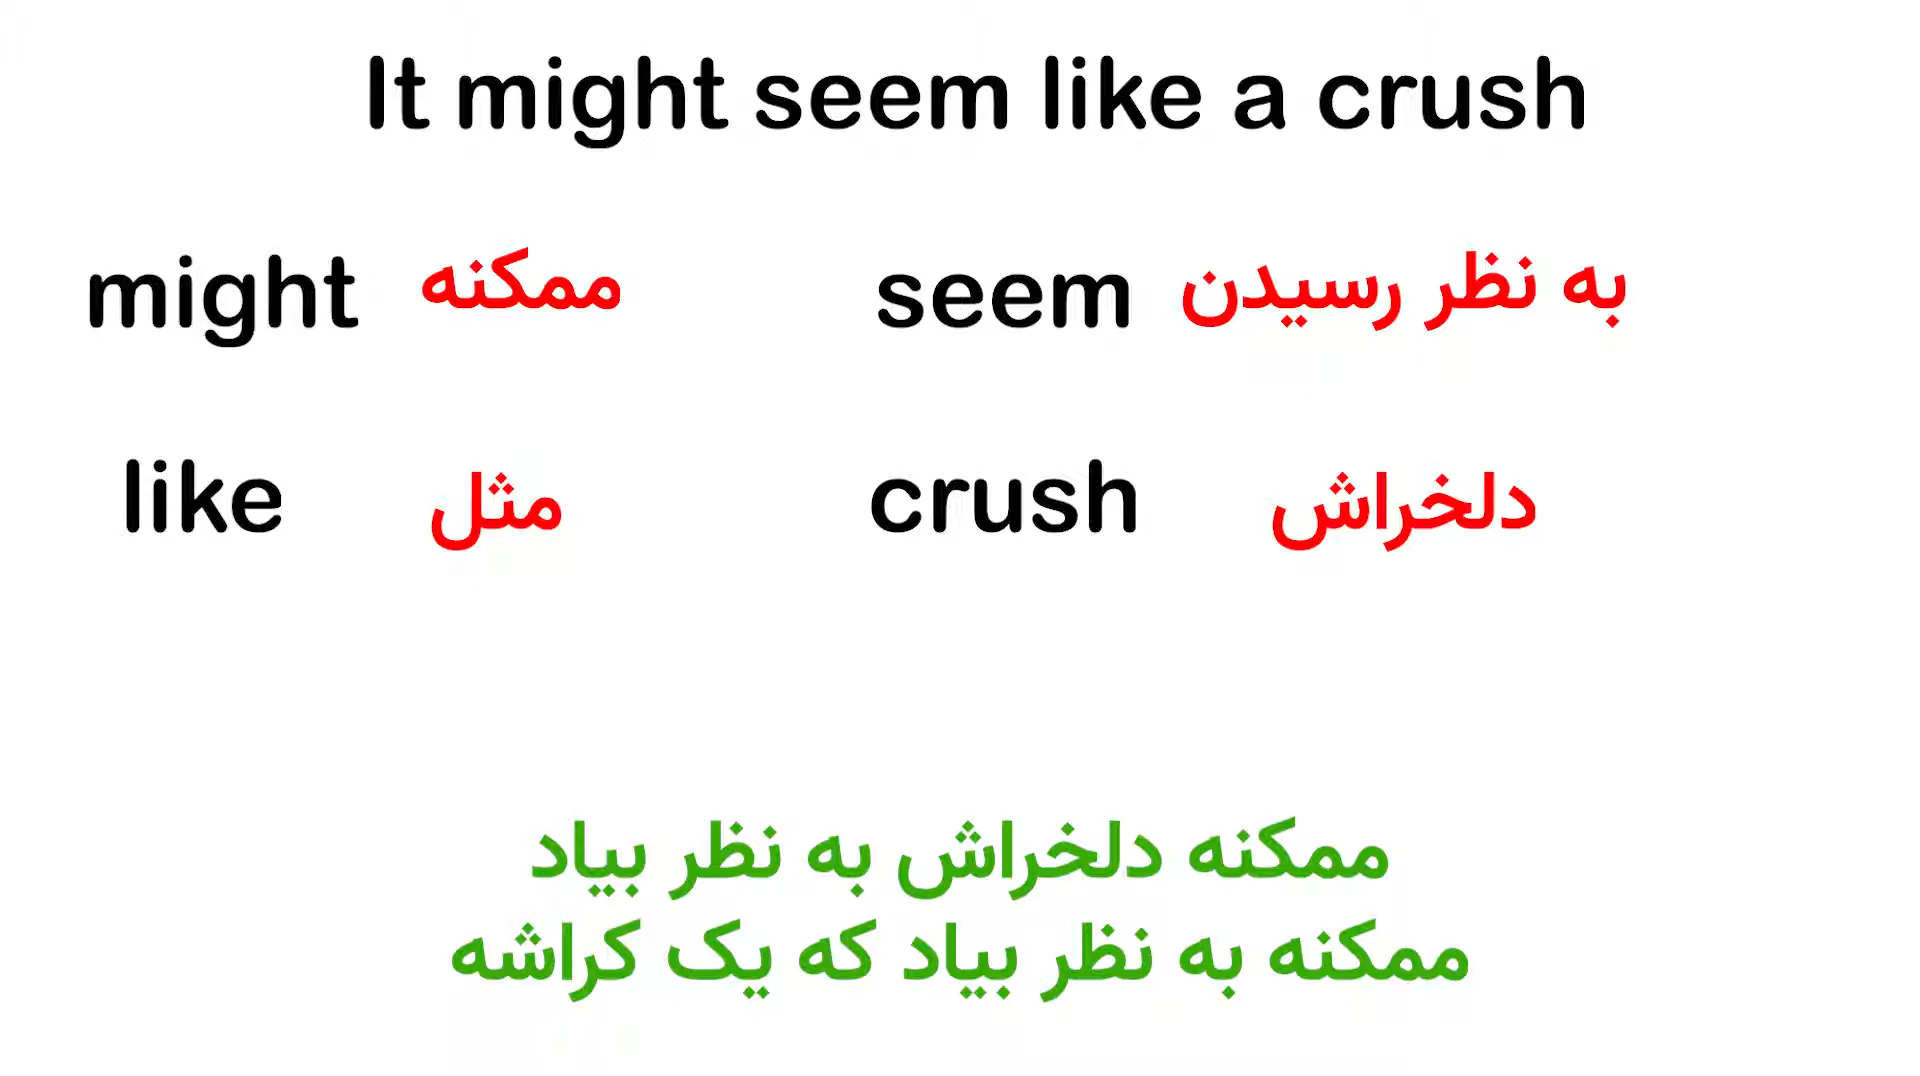 It might seem like a crush
might ممکنه seem به نظر رسیدن
like مثل crush دلخراش
ممکنه دلخراش به نظر بیاد
ممکنه به نظر بیاد که یک کراشه